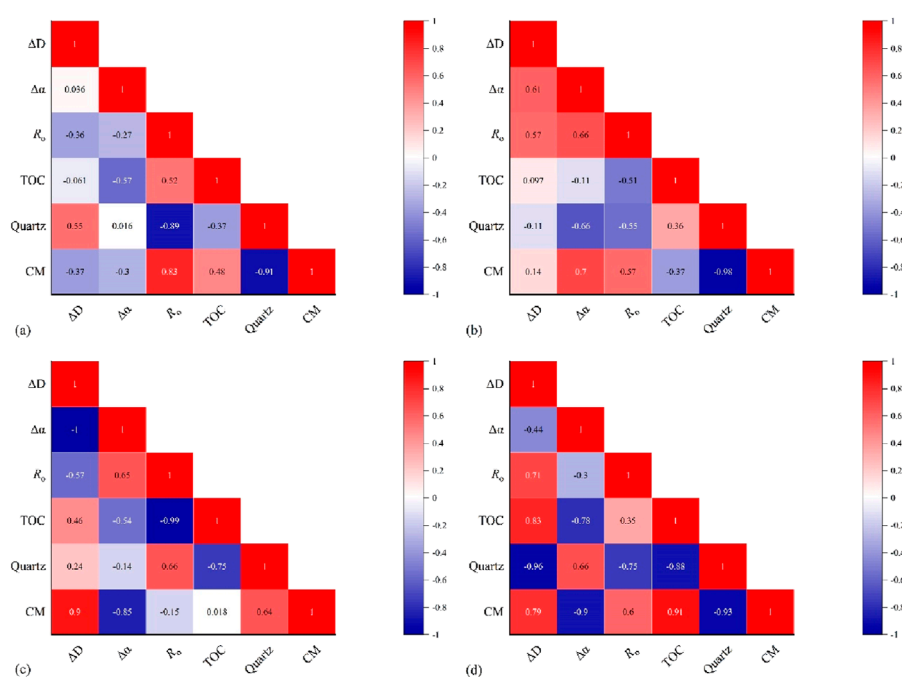 1
ΔD
1
0.8
0.6
Δα
0.036
1
0.4
0.2
Ro
-0.36
-0.27
1
0
TOC
-0.061
-0.57
0.52
1
-0.2
-0.4
Quartz
0.55
0.016
-0.89
-0.37
1
-0.6
CM
-0.37
-0.3
0.83
0.48
-0.91
1
-0.8
-1
ΔD
Δα
Ro
TOC
Quartz
CM
(a)
1
ΔD
1
0.8
0.6
Δα
0.61
1
0.4
0.2
Ro
0.57
0.66
1
0
TOC
0.097
-0.11
-0.51
1
-0.2
-0.4
Quartz
-0.11
-0.66
-0.55
0.36
1
-0.6
CM
0.14
0.7
0.57
-0.37
-0.98
1
-0.8
-1
ΔD
Δα
Ro
TOC
Quartz
CM
(b)
1
ΔD
1
0.8
0.6
Δα
-1
1
0.4
0.2
Ro
-0.57
0.65
1
0
TOC
0.46
-0.54
-0.99
1
-0.2
-0.4
Quartz
0.24
-0.14
0.66
-0.75
1
-0.6
CM
0.9
-0.85
-0.15
0.018
0.64
1
-0.8
-1
ΔD
Δα
Ro
TOC
Quartz
CM
(c)
1
ΔD
1
0.8
0.6
Δα
-0.44
1
0.4
0.2
Ro
0.71
-0.3
1
0
TOC
0.83
-0.78
0.35
1
-0.2
-0.4
Quartz
-0.96
0.66
-0.75
-0.88
1
-0.6
CM
0.79
-0.9
0.6
0.91
-0.93
1
-0.8
-1
ΔD
Δα
Ro
TOC
Quartz
CM
(d)